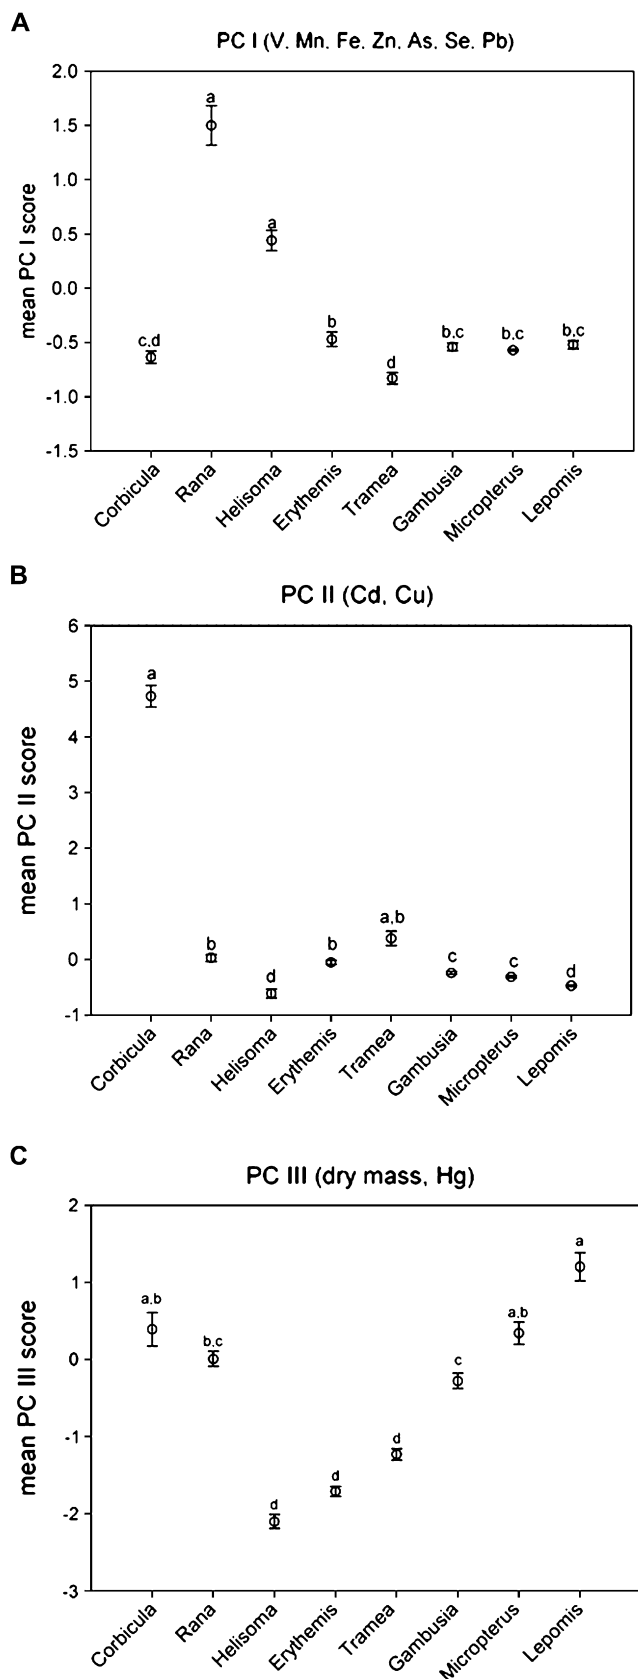 A
PC I (V, Mn, Fe, Zn, As, Se, Pb)
mean PC I score
2.0
1.5
1.0
0.5
0.0
-0.5
-1.0
-1.5
c,d
a
a
b
d
b,c
b,c
b,c
Corbicula
Rana
Helisoma
Erythemis
Tramea
Gambusia
Micropterus
Lepomis
B
PC II (Cd, Cu)
mean PC II score
6
5
4
3
2
1
0
-1
a
b
d
b
a,b
c
c
d
Corbicula
Rana
Helisoma
Erythemis
Tramea
Gambusia
Micropterus
Lepomis
C
PC III (dry mass, Hg)
mean PC III score
2
1
0
-1
-2
-3
a,b
b,c
d
d
d
c
a,b
a
Corbicula
Rana
Helisoma
Erythemis
Tramea
Gambusia
Micropterus
Lepomis